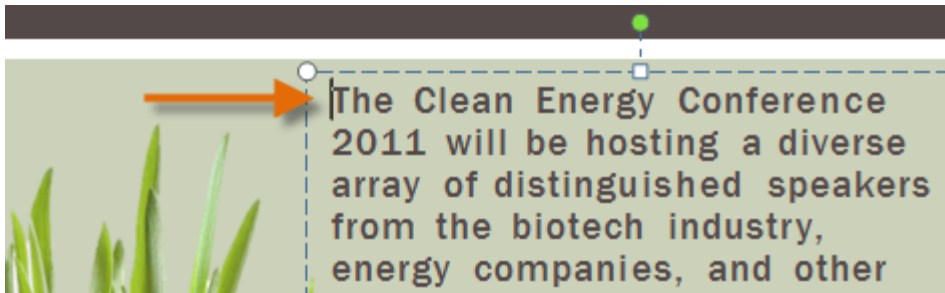 The Clean Energy Conference
2011 will be hosting a diverse
array of distinguished speakers
from the biotech industry,
energy companies, and other